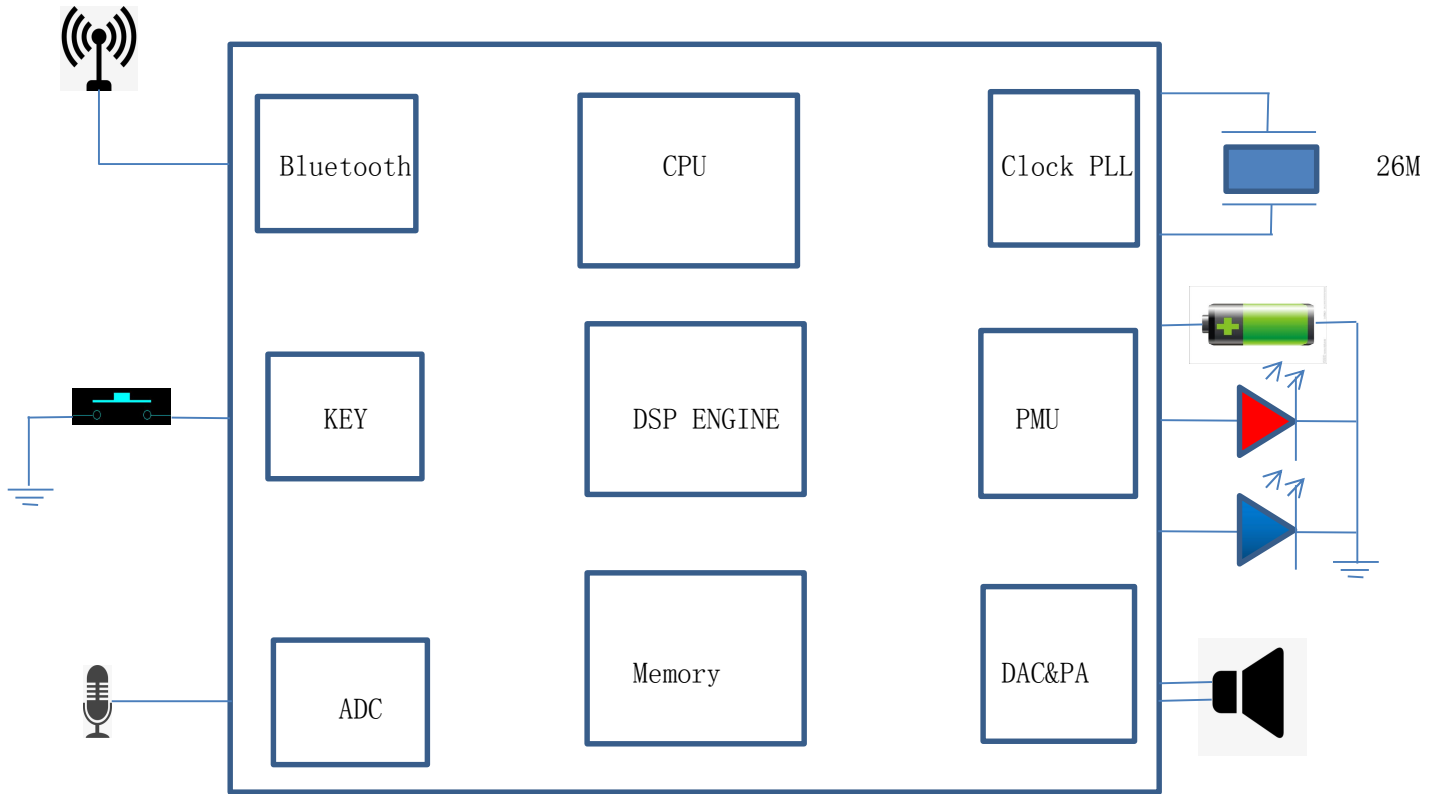 Bluetooth
CPU
Clock PLL
26M
KEY
DSP ENGINE
PMU
ADC
Memory
DAC&PA